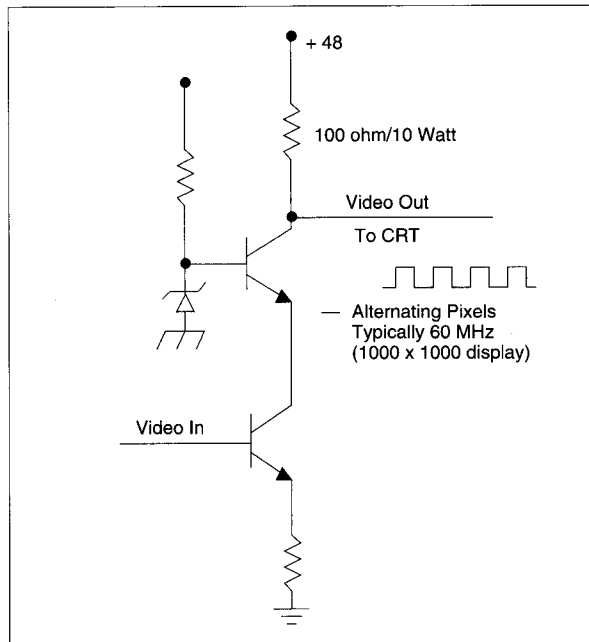 + 48
100 ohm/10 Watt
Video Out
To CRT
— Alternating Pixels
Typically 60 MHz
(1000 x 1000 display)
Video In